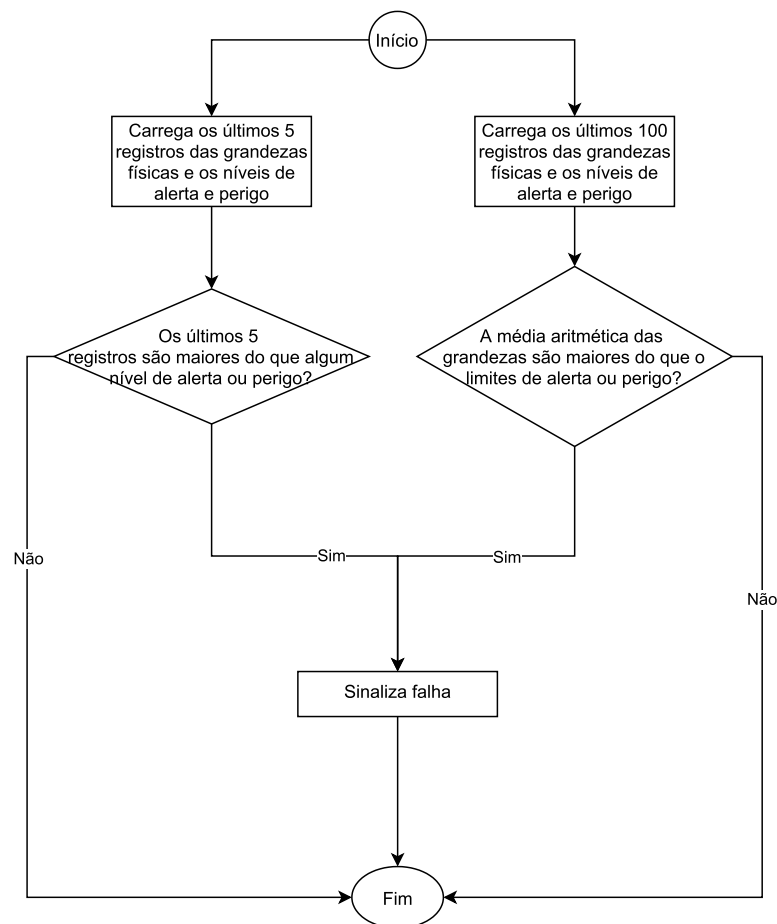 Início
Carrega os últimos 5
registros das grandezas
físicas e os níveis de
alerta e perigo
Carrega os últimos 100
registros das grandezas
físicas e os níveis de
alerta e perigo
Os últimos 5
registros são maiores do que algum
nível de alerta ou perigo?
A média aritmética das
grandezas são maiores do que o
limites de alerta ou perigo?
Não
Sim
Sim
Não
Sinaliza falha
Fim